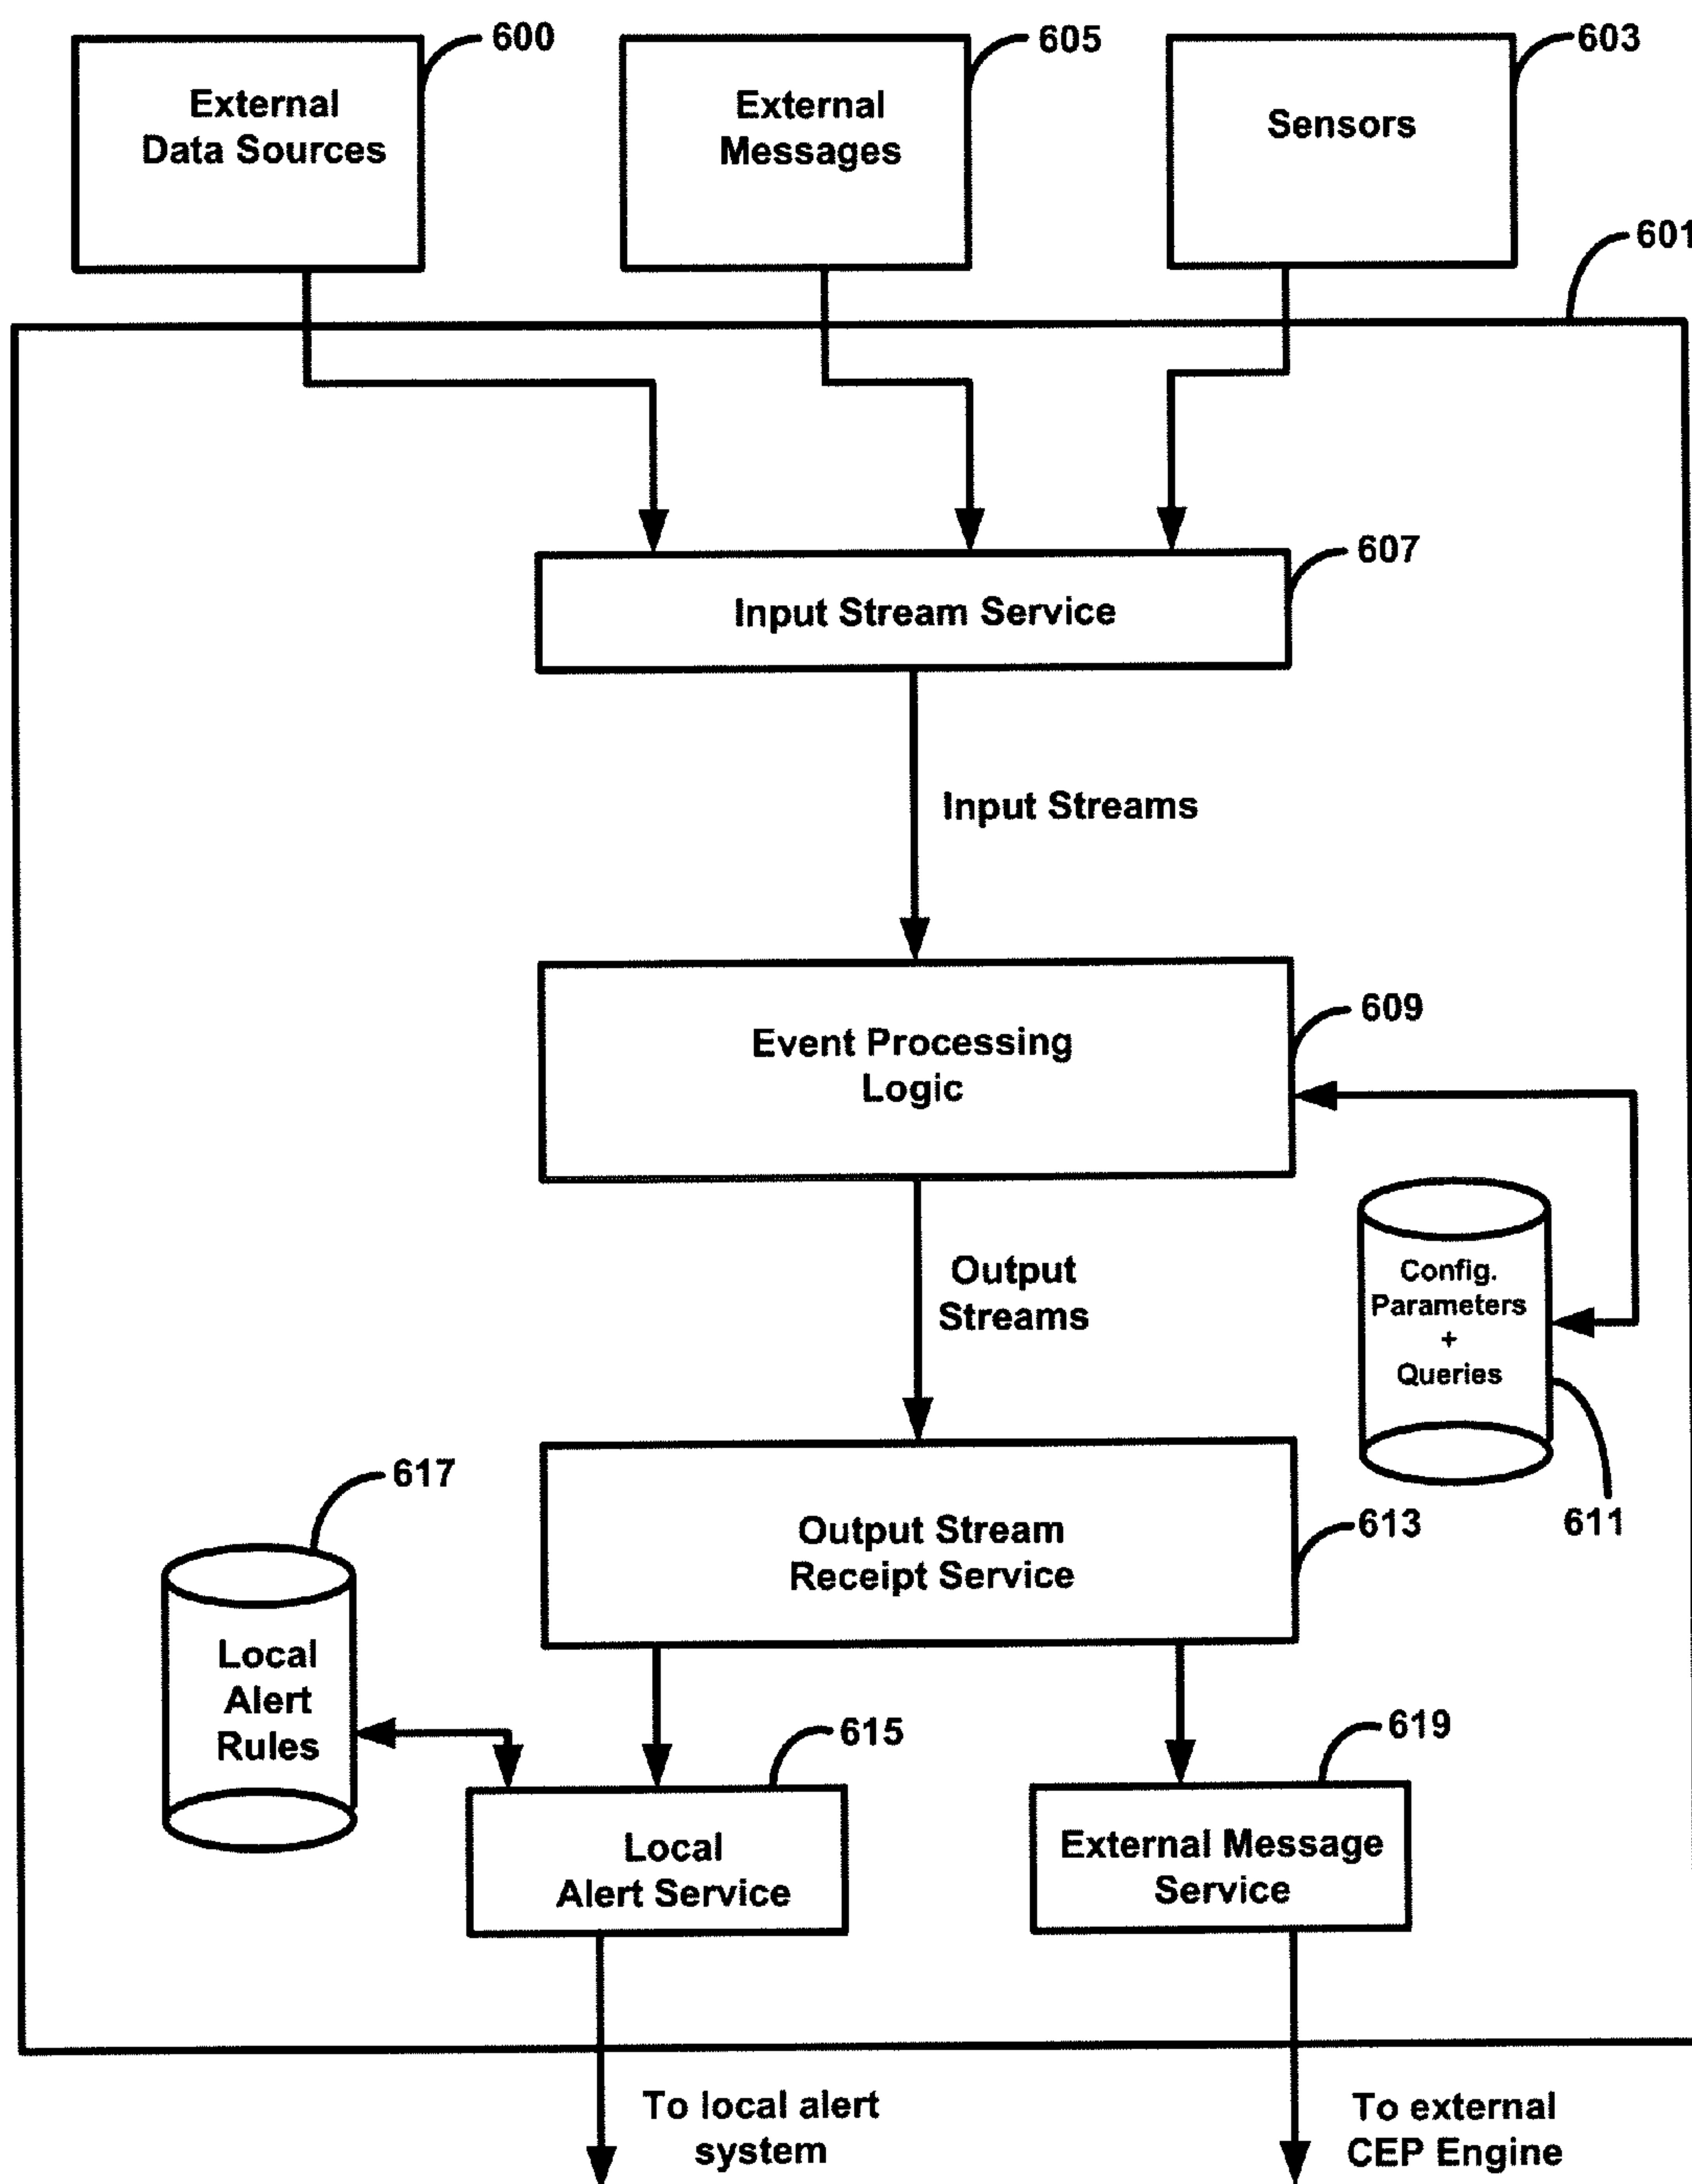 600
External
Data Sources
605
External
Messages
603
Sensors
601
607
Input Stream Service
Input Streams
609
Event Processing
Logic
Output
Streams
Config.
Parameters
+
Queries
611
617
Local
Alert
Rules
613
Output Stream
Receipt Service
615
Local
Alert Service
619
External Message
Service
To local alert
system
To external
CEP Engine